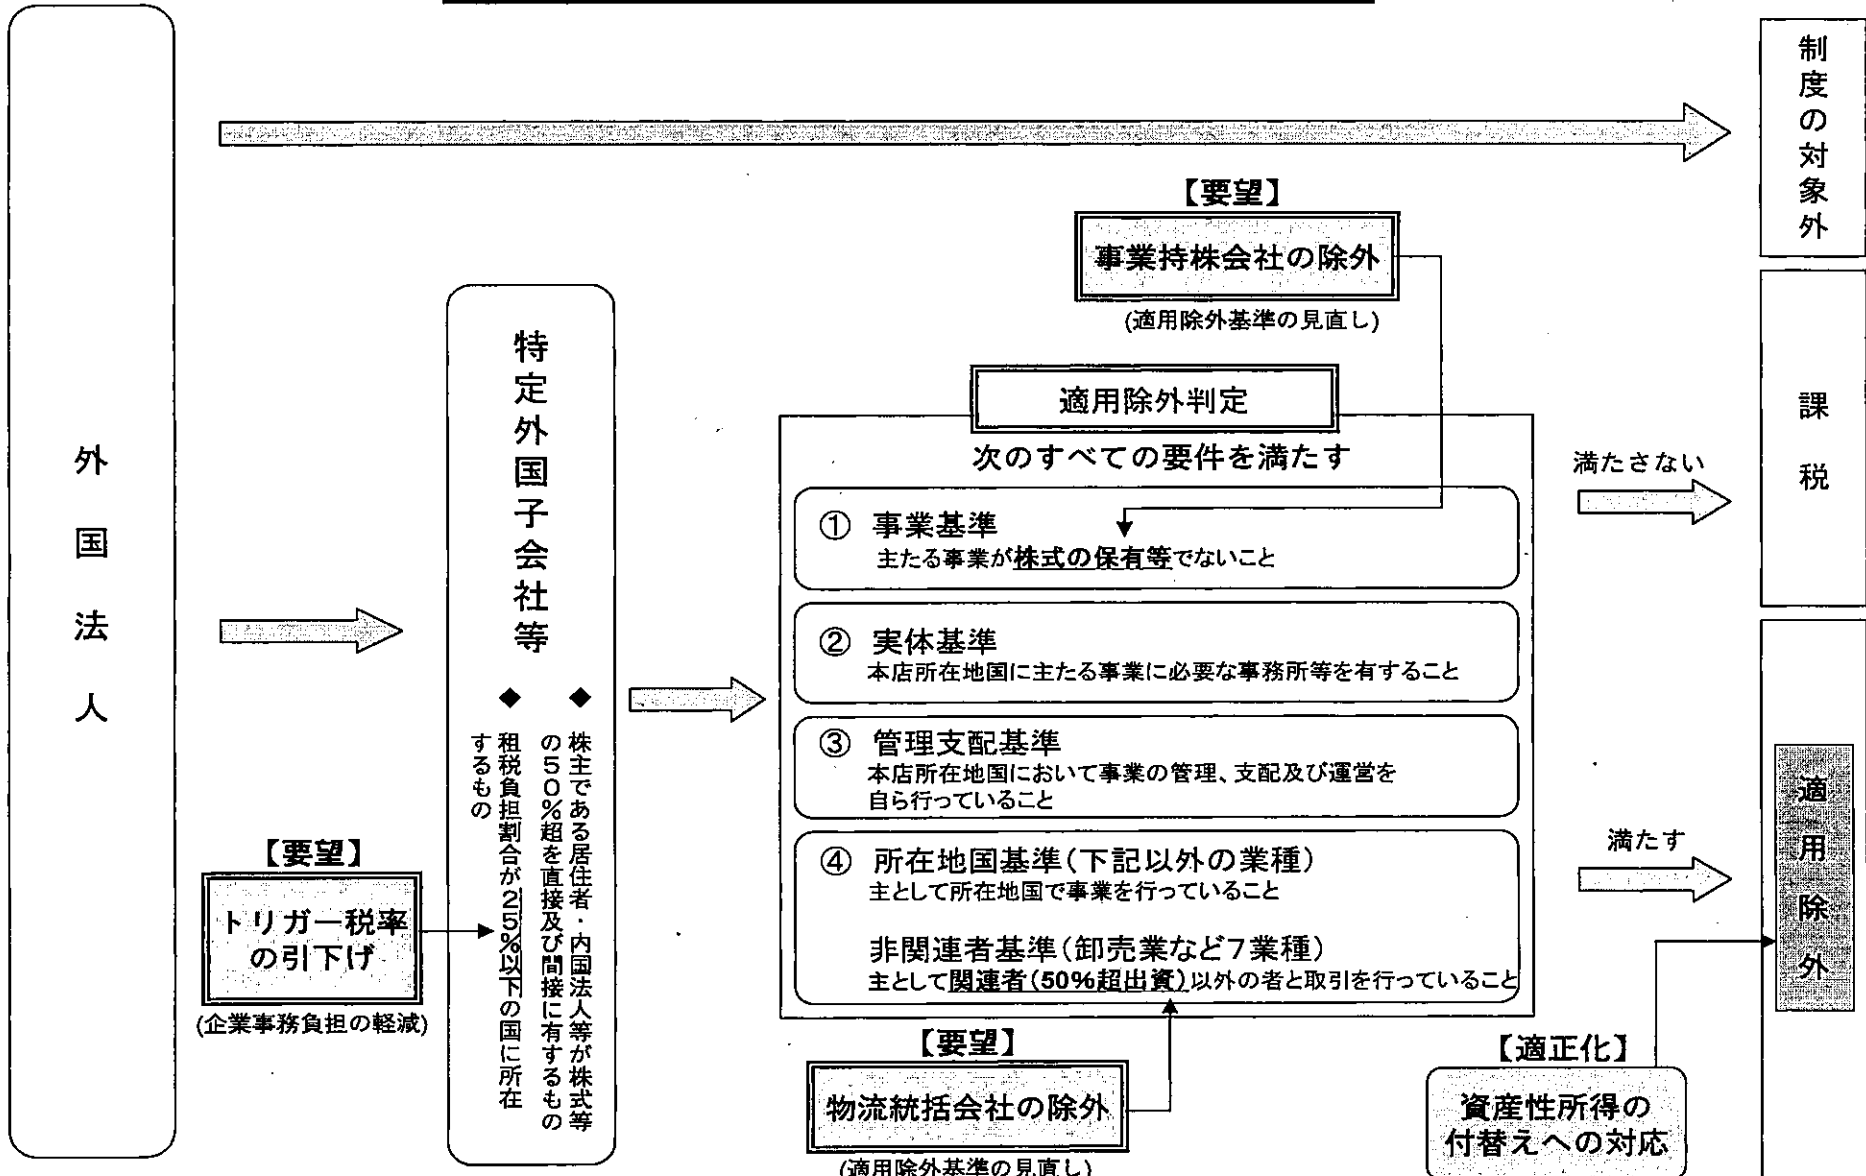 外国法人
制度の対象外
【要望】
事業持株会社の除外
(適用除外基準の見直し)
特定外国子会社等
◆ 株主である居住者・内国法人等が株式等
の50%超を直接及び間接に有するもの
◆ 租税負担割合が25%以下の国に所在
するもの
【要望】
トリガー税率
の引下げ
(企業事務負担の軽減)
適用除外判定
次のすべての要件を満たす
① 事業基準
主たる事業が株式の保有等でないこと
② 実体基準
本店所在地国に主たる事業に必要な事務所等を有すること
③ 管理支配基準
本店所在地国において事業の管理、支配及び運営を
自ら行っていること
④ 所在地国基準(下記以外の業種)
主として所在地国で事業を行っていること
非関連者基準(卸売業など7業種)
主として関連者(50%超出資)以外の者と取引を行っていること
【要望】
物流統括会社の除外
(適用除外基準の見直し)
満たさない
課税
満たす
適用除外
【適正化】
資産性所得の
付替えへの対応